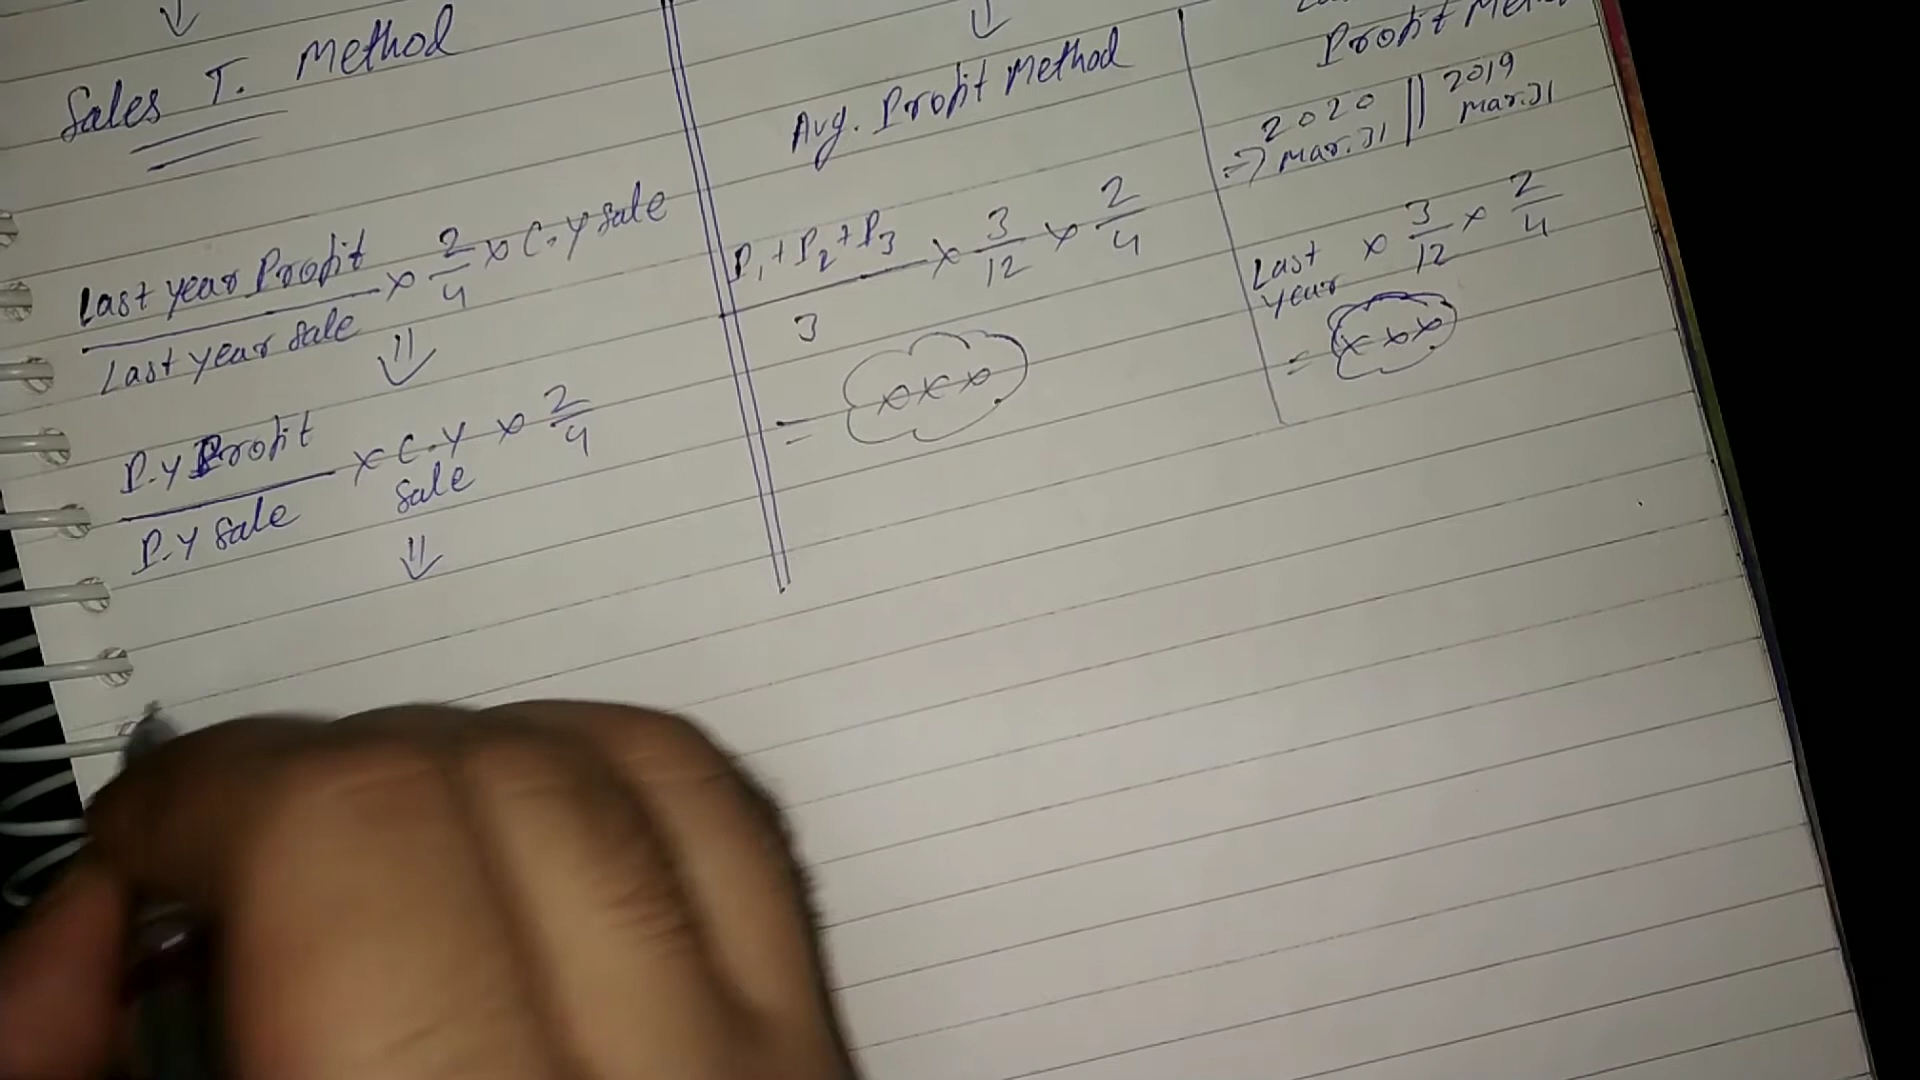 Sales T. Method
Last year Profit / Last year sale × 2/4 × C.Y sale
P.Y Profit / P.Y sale × C.Y sale × 2/4
Avg. Profit Method
P₁+P₂+P₃ / 3 × 3/12 × 2/4
= ×××
Profit
⇒ 2020 Mar.31 || 2019 Mar.31
Last year × 3/12 × 2/4
= ×××